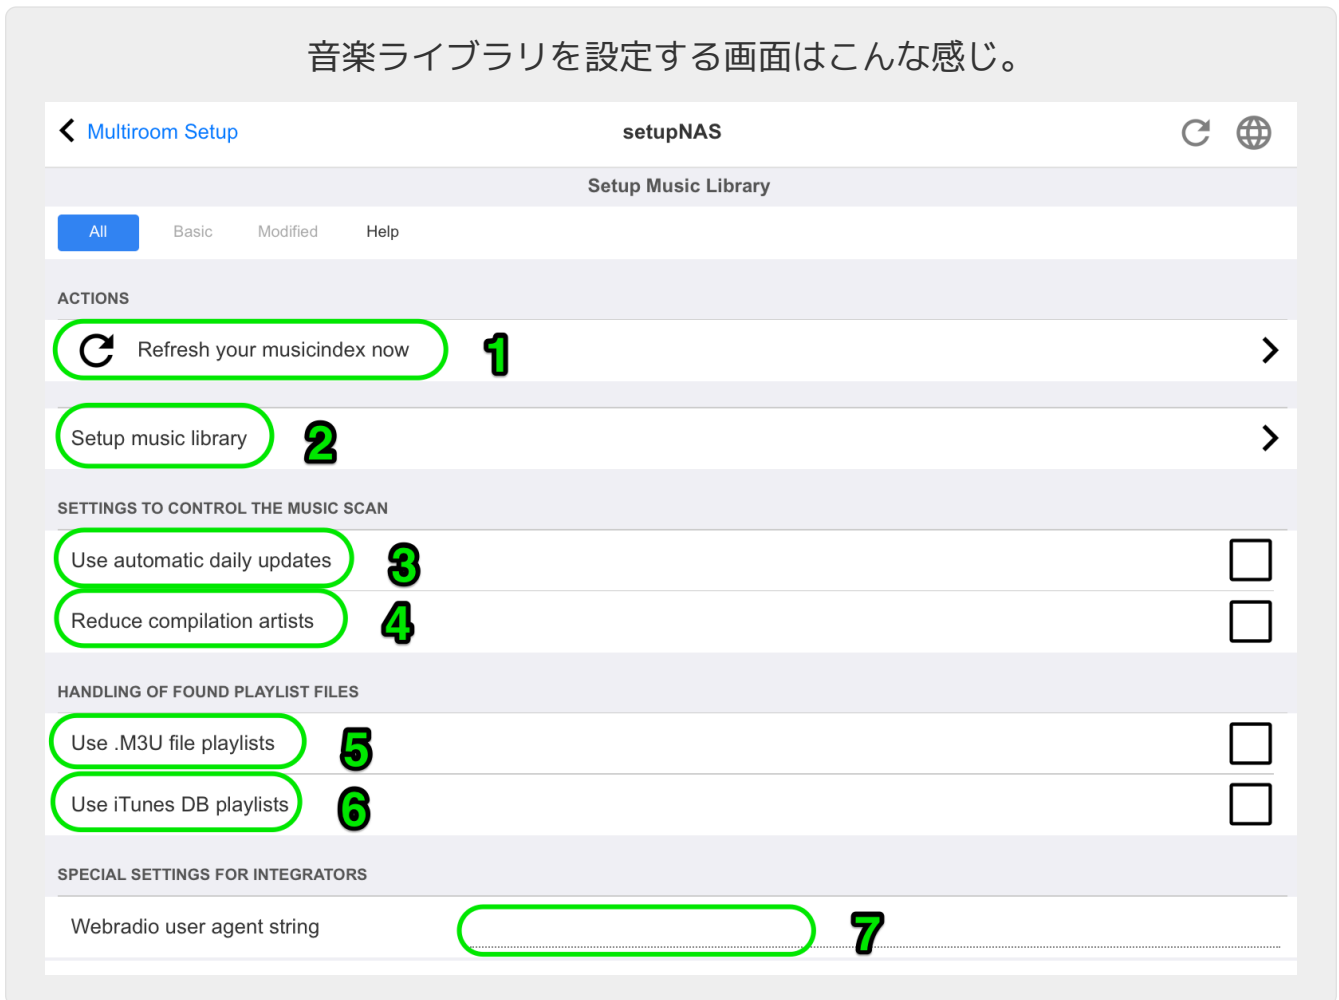 音楽ライブラリを設定する画面はこんな感じ。
Multiroom Setup
setupNAS
Setup Music Library
All Basic Modified Help
ACTIONS
Refresh your musicindex now 1
Setup music library 2
SETTINGS TO CONTROL THE MUSIC SCAN
Use automatic daily updates 3
Reduce compilation artists 4
HANDLING OF FOUND PLAYLIST FILES
Use .M3U file playlists 5
Use iTunes DB playlists 6
SPECIAL SETTINGS FOR INTEGRATORS
Webradio user agent string 7